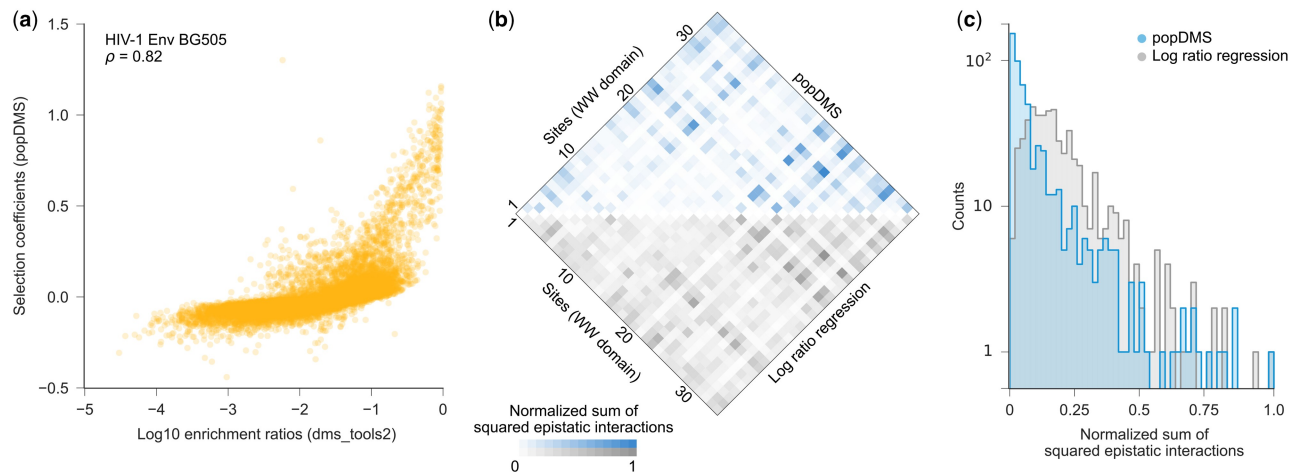 (a)
HIV-1 Env BG505
ρ = 0.82
1.5
1.0
0.5
0.0
−0.5
Selection coefficients (popDMS)
−5
−4
−3
−2
−1
0
Log10 enrichment ratios (dms_tools2)
(b)
Sites (WW domain)
1
10
20
30
popDMS
1
10
20
30
Sites (WW domain)
Log ratio regression
Normalized sum of
squared epistatic interactions
0
1
(c)
popDMS
Log ratio regression
10²
10
1
Counts
0
0.25
0.5
0.75
1.0
Normalized sum of
squared epistatic interactions